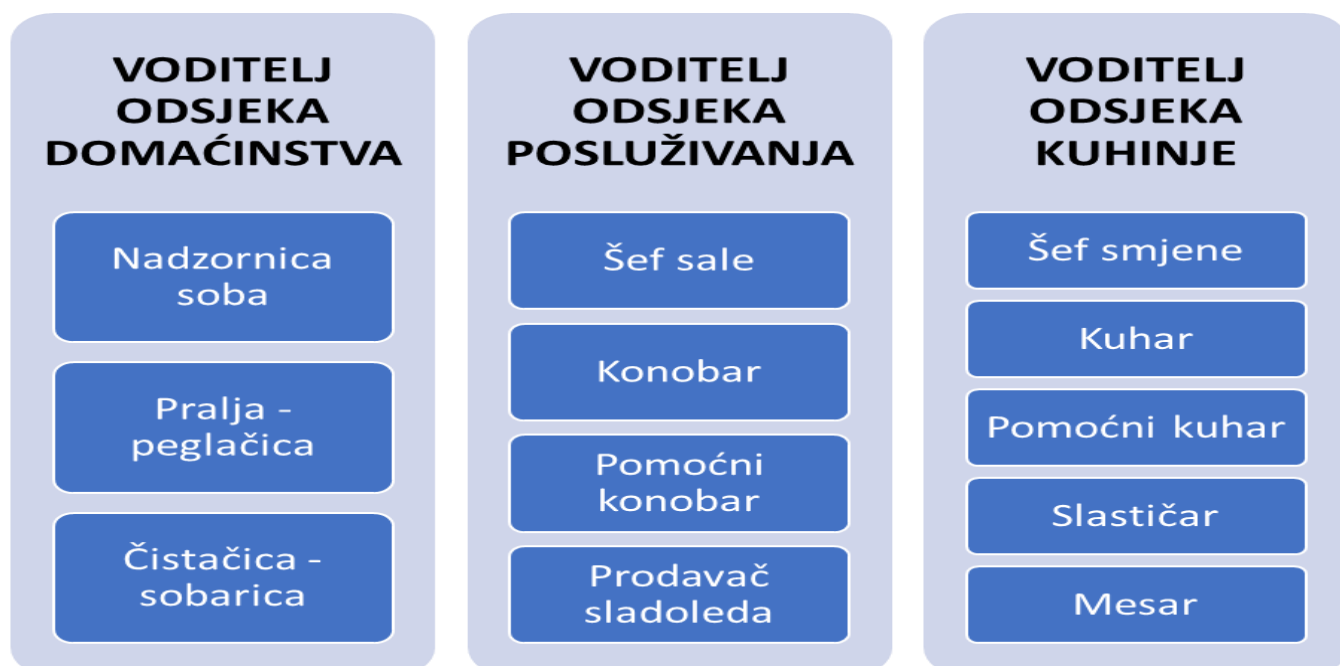 VODITELJ
ODSJEKA
DOMAĆINSTVA
Nadzornica
soba
Pralja -
peglačica
Čistačica -
sobarica
VODITELJ
ODSJEKA
POSLUŽIVANJA
Šef sale
Konobar
Pomoćni
konobar
Prodavač
sladoleda
VODITELJ
ODSJEKA
KUHINJE
Šef smjene
Kuhar
Pomoćni kuhar
Slastičar
Mesar